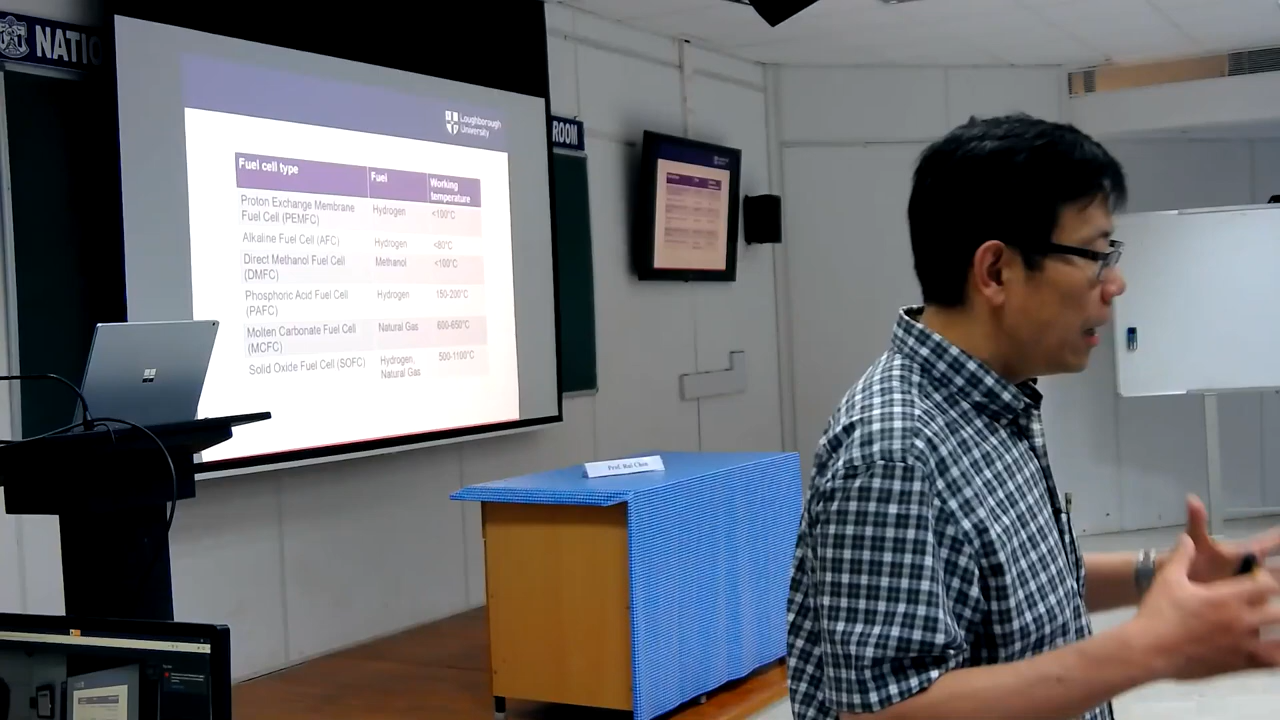 NATIO
ROOM
Loughborough
University
Fuel cell type
Fuel
Working
temperature
Proton Exchange Membrane
Fuel Cell (PEMFC)
Hydrogen
<100°C
Alkaline Fuel Cell (AFC)
Hydrogen
<80°C
Direct Methanol Fuel Cell
(DMFC)
Methanol
<100°C
Phosphoric Acid Fuel Cell
(PAFC)
Hydrogen
150-200°C
Molten Carbonate Fuel Cell
(MCFC)
Natural Gas
600-650°C
Solid Oxide Fuel Cell (SOFC)
Hydrogen,
Natural Gas
500-1100°C
Prof. Rui Chen